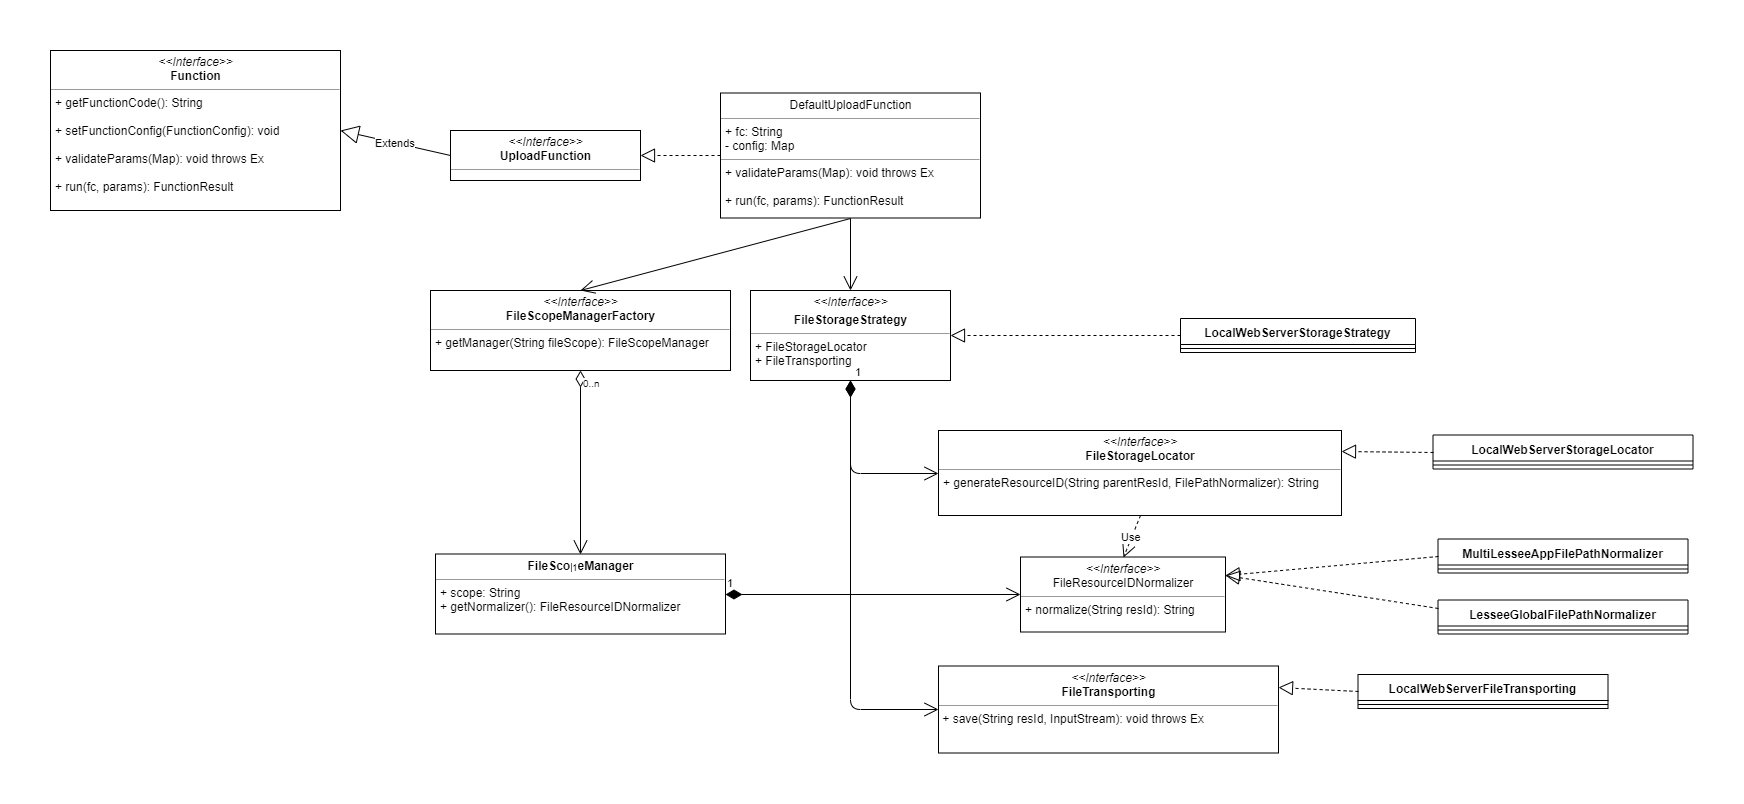 <<Interface>>
Function
+ getFunctionCode(): String
+ setFunctionConfig(FunctionConfig): void
+ validateParams(Map): void throws Ex
+ run(fc, params): FunctionResult
Extends
<<Interface>>
UploadFunction
DefaultUploadFunction
+ fc: String
- config: Map
+ validateParams(Map): void throws Ex
+ run(fc, params): FunctionResult
<<Interface>>
FileScopeManagerFactory
+ getManager(String fileScope): FileScopeManager
0..n
<<Interface>>
FileStorageStrategy
+ FileStorageLocator
+ FileTransporting
1
LocalWebServerStorageStrategy
<<Interface>>
FileStorageLocator
+ generateResourceID(String parentResId, FilePathNormalizer): String
LocalWebServerStorageLocator
Use
FileScopeManager
1
+ scope: String
+ getNormalizer(): FileResourceIDNormalizer
1
<<Interface>>
FileResourceIDNormalizer
+ normalize(String resId): String
MultiLesseeAppFilePathNormalizer
LesseeGlobalFilePathNormalizer
<<Interface>>
FileTransporting
+ save(String resId, InputStream): void throws Ex
LocalWebServerFileTransporting